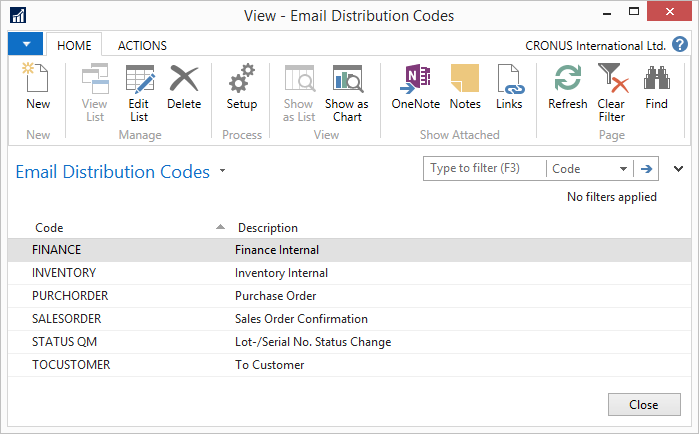 View - Email Distribution Codes
HOME ACTIONS CRONUS International Ltd. ?
New View List Edit List Delete Setup Show as List Show as Chart OneNote Notes Links Refresh Clear Filter Find
New Manage Process View Show Attached Page
Email Distribution Codes Type to filter (F3) Code
No filters applied
Code Description
FINANCE Finance Internal
INVENTORY Inventory Internal
PURCHORDER Purchase Order
SALESORDER Sales Order Confirmation
STATUS QM Lot-/Serial No. Status Change
TOCUSTOMER To Customer
Close